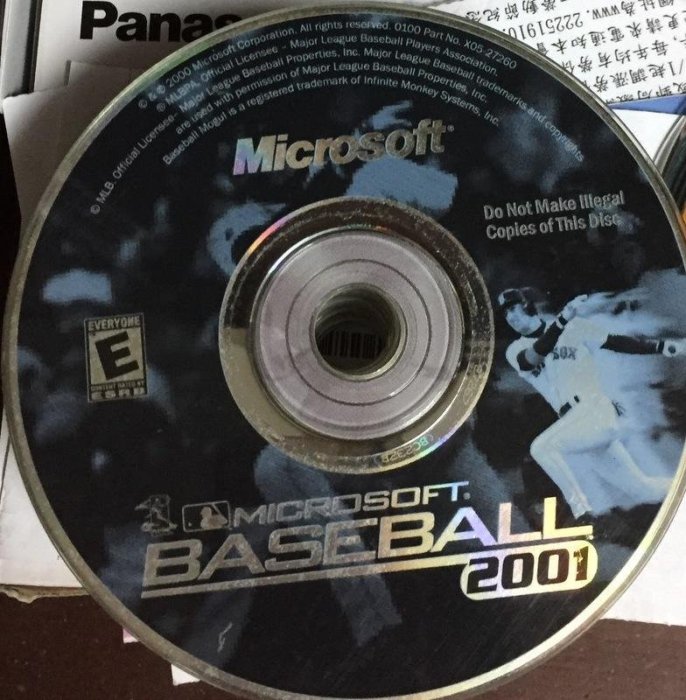 Panas
© & ℗ 2000 Microsoft Corporation. All rights reserved. 0100 Part No. X05-27260
© MLBPA. Official Licensee - Major League Baseball Players Association.
© MLB. Official Licensee - Major League Baseball Properties, Inc. Major League Baseball trademarks and copyrights
are used with permission of Major League Baseball Properties, Inc.
Baseball Mogul is a registered trademark of Infinite Monkey Systems, Inc.
Microsoft®
Do Not Make Illegal
Copies of This Disc
EVERYONE
E
CONTENT RATED BY
ESRB
SOX
MICROSOFT®
BASEBALL
2001